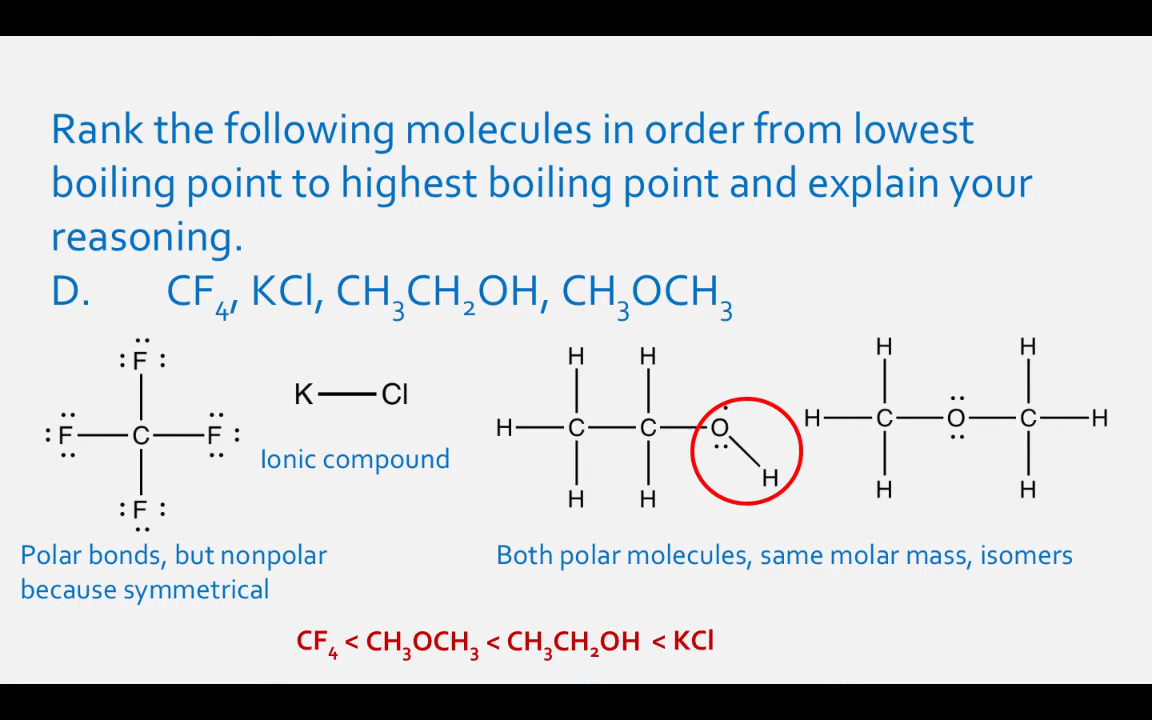 Rank the following molecules in order from lowest
boiling point to highest boiling point and explain your
reasoning.
D. CF₄, KCl, CH₃CH₂OH, CH₃OCH₃
H H
F
K Cl
H H
F C F
H C C O
H C O C H
Ionic compound
H
H H
H H
F
Polar bonds, but nonpolar
because symmetrical
Both polar molecules, same molar mass, isomers
CF₄ < CH₃OCH₃ < CH₃CH₂OH < KCl